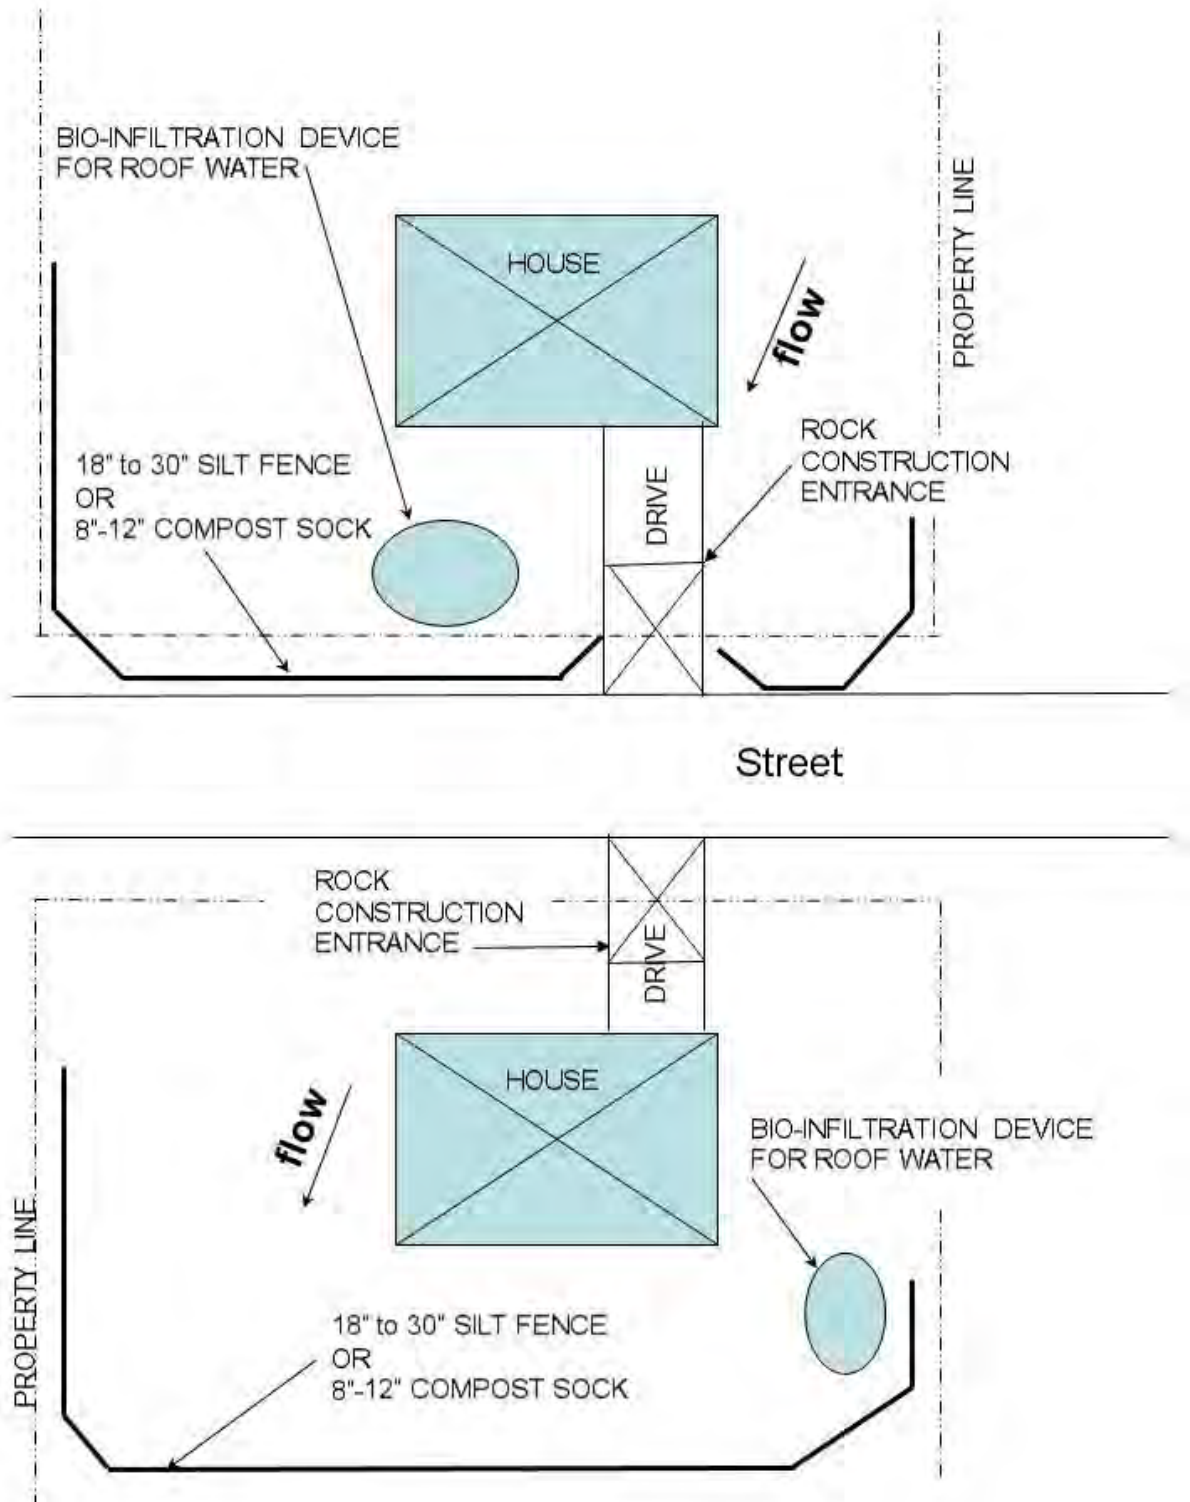 BIO-INFILTRATION DEVICE
FOR ROOF WATER
HOUSE
flow
PROPERTY LINE
18" to 30" SILT FENCE
OR
8"-12" COMPOST SOCK
DRIVE
ROCK
CONSTRUCTION
ENTRANCE
Street
ROCK
CONSTRUCTION
ENTRANCE
DRIVE
HOUSE
flow
BIO-INFILTRATION DEVICE
FOR ROOF WATER
PROPERTY LINE
18" to 30" SILT FENCE
OR
8"-12" COMPOST SOCK